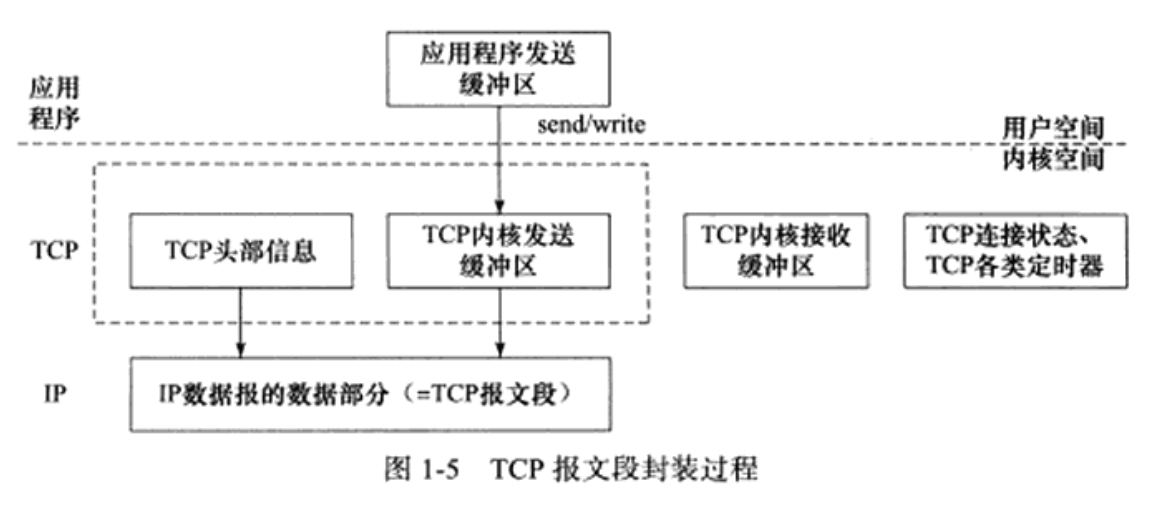 应用程序发送
缓冲区
应用
程序
send/write
用户空间
内核空间
TCP
TCP头部信息
TCP内核发送
缓冲区
TCP内核接收
缓冲区
TCP连接状态、
TCP各类定时器
IP
IP数据报的数据部分（=TCP报文段）
图 1-5 TCP 报文段封装过程